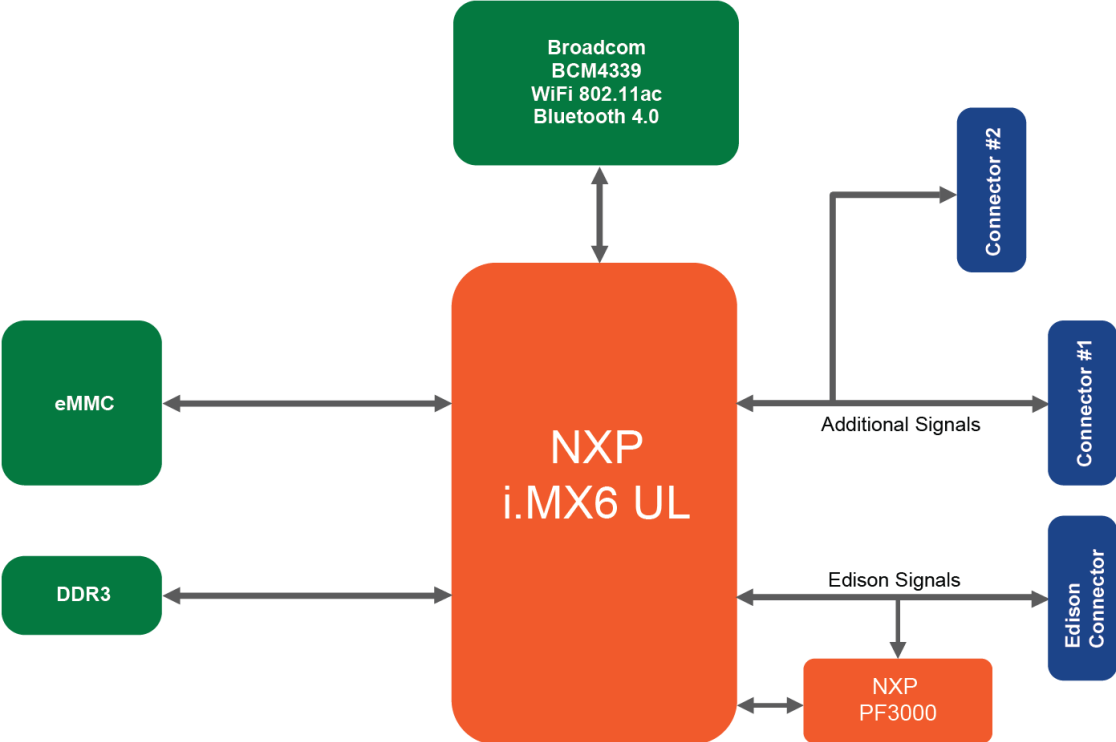 Broadcom
BCM4339
WiFi 802.11ac
Bluetooth 4.0
Connector #2
eMMC
NXP
i.MX6 UL
Additional Signals
Connector #1
DDR3
Edison Signals
Edison
Connector
NXP
PF3000